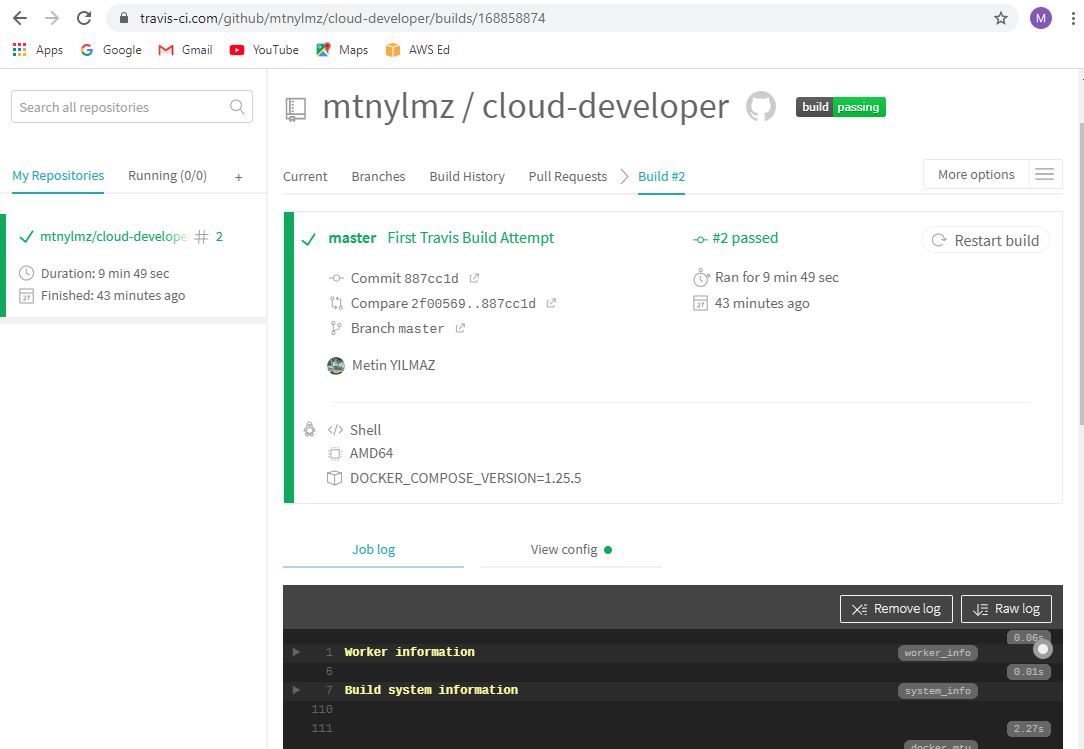 travis-ci.com/github/mtnylmz/cloud-developer/builds/168858874
M
Apps Google Gmail YouTube Maps AWS Ed
Search all repositories
mtnylmz / cloud-developer build passing
My Repositories Running (0/0) +
Current Branches Build History Pull Requests Build #2 More options
mtnylmz/cloud-develope # 2
Duration: 9 min 49 sec
Finished: 43 minutes ago
master First Travis Build Attempt
#2 passed
Restart build
Commit 887cc1d
Ran for 9 min 49 sec
Compare 2f00569..887cc1d
43 minutes ago
Branch master
Metin YILMAZ
</> Shell
AMD64
DOCKER_COMPOSE_VERSION=1.25.5
Job log View config
Remove log Raw log
0.06s
1 Worker information worker_info
6 0.01s
7 Build system information system_info
110
111 2.27s
docker_mtu